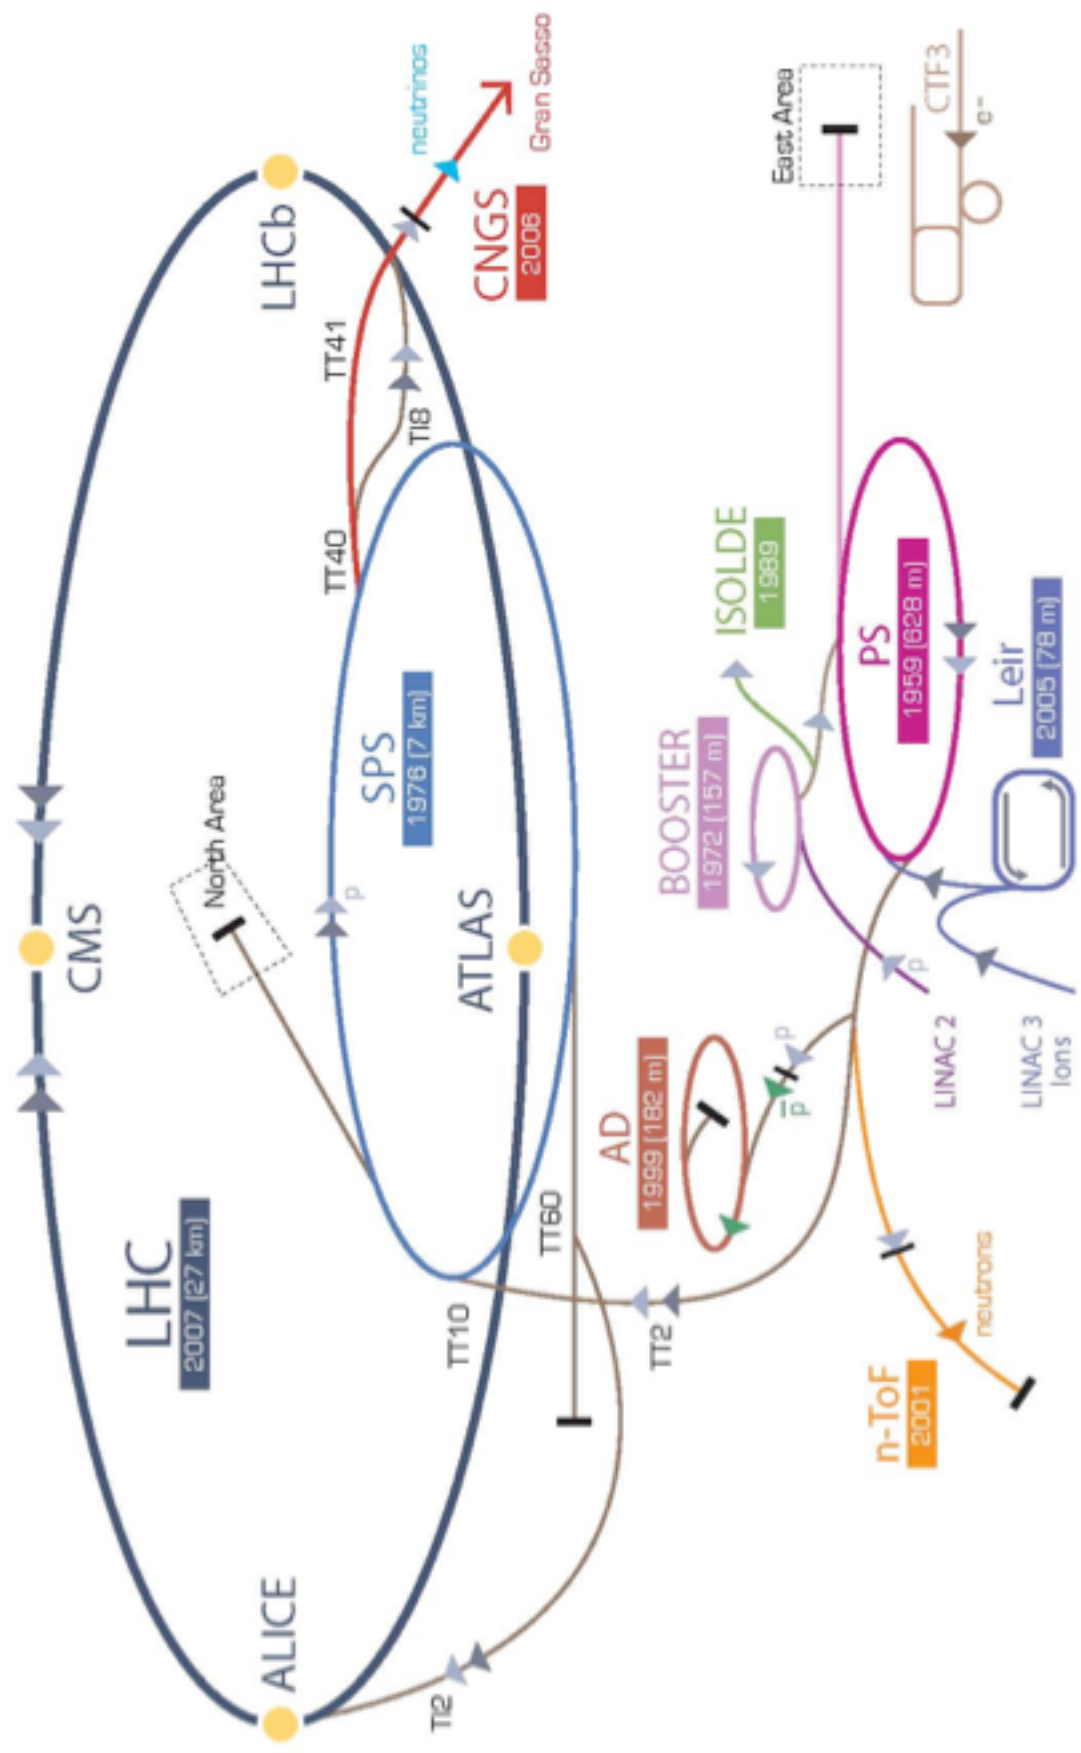 CMS
LHC
2007 (27 km)
North Area
ALICE
LHCb
TT40
TT41
p
SPS
1976 (7 km)
TI8
neutrinos
TI2
TT10
ATLAS
CNGS
2006
Gran Sasso
TT60
AD
1999 (182 m)
TT2
BOOSTER
1972 (157 m)
ISOLDE
1989
East Area
p
p̄
PS
1959 (628 m)
n-ToF
2001
p
LINAC 2
CTF3
e⁻
neutrons
Leir
2005 (78 m)
LINAC 3
Ions